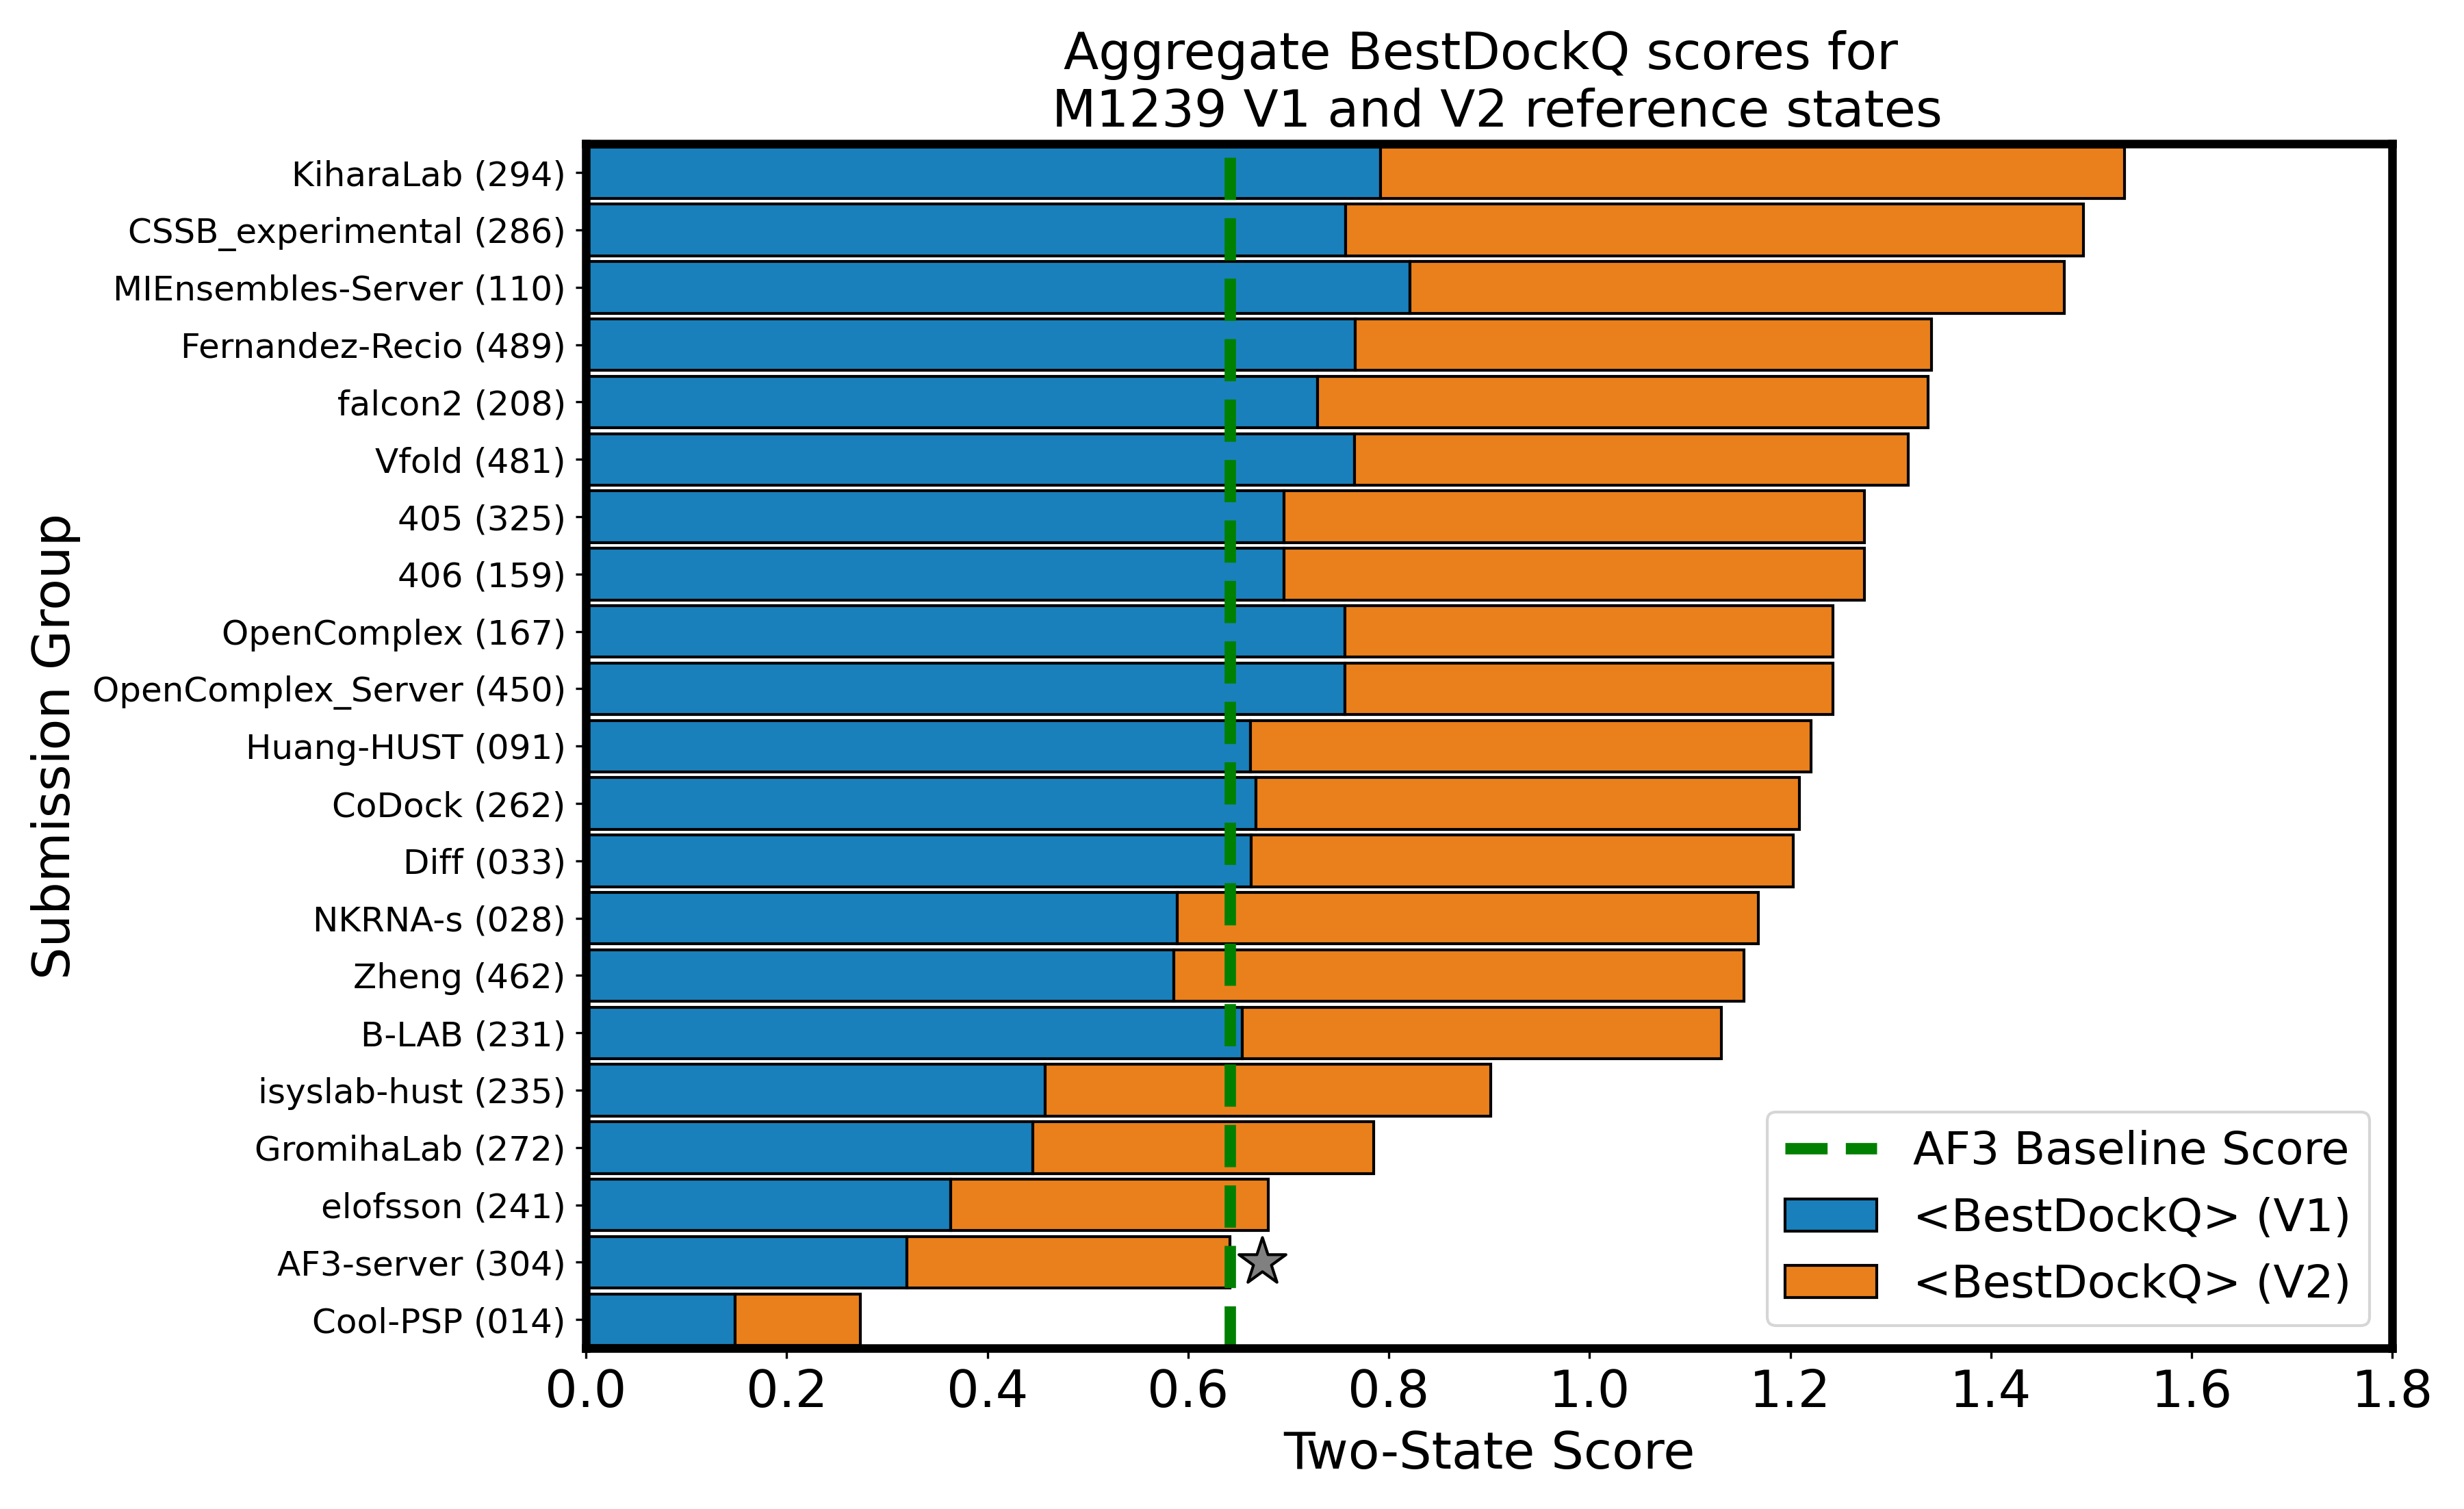 Aggregate BestDockQ scores for
M1239 V1 and V2 reference states
Submission Group
KiharaLab (294)
CSSB_experimental (286)
MIEnsembles-Server (110)
Fernandez-Recio (489)
falcon2 (208)
Vfold (481)
405 (325)
406 (159)
OpenComplex (167)
OpenComplex_Server (450)
Huang-HUST (091)
CoDock (262)
Diff (033)
NKRNA-s (028)
Zheng (462)
B-LAB (231)
isyslab-hust (235)
GromihaLab (272)
elofsson (241)
AF3-server (304)
Cool-PSP (014)
AF3 Baseline Score
<BestDockQ> (V1)
<BestDockQ> (V2)
0.0 0.2 0.4 0.6 0.8 1.0 1.2 1.4 1.6 1.8
Two-State Score